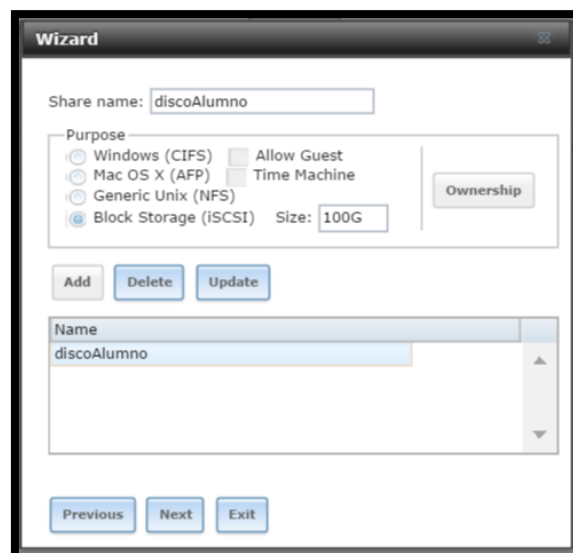 Wizard
Share name: discoAlumno
Purpose
Windows (CIFS) Allow Guest
Mac OS X (AFP) Time Machine
Generic Unix (NFS)
Block Storage (iSCSI) Size: 100G
Ownership
Add Delete Update
Name
discoAlumno
Previous Next Exit